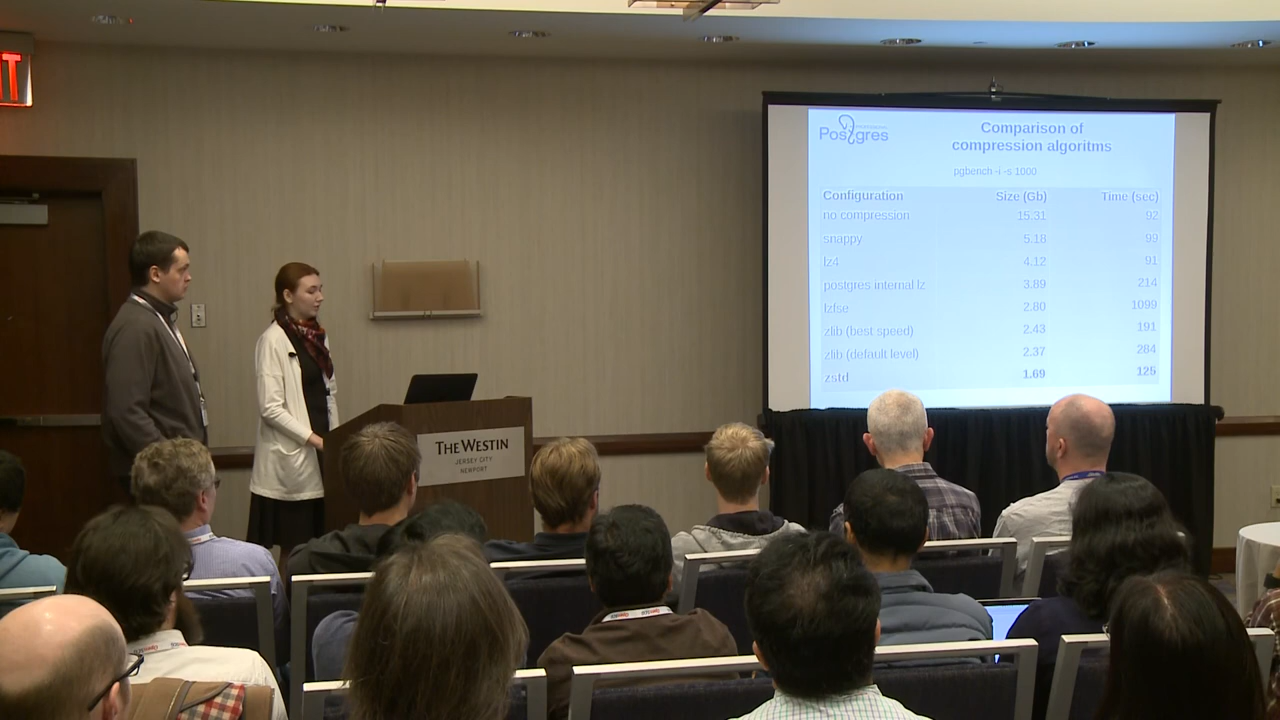 IT
Postgres
Comparison of
compression algoritms
pgbench -i -s 1000
Configuration Size (Gb) Time (sec)
no compression 15.31 92
snappy 5.18 99
lz4 4.12 91
postgres internal lz 3.89 214
lzfse 2.80 1099
zlib (best speed) 2.43 191
zlib (default level) 2.37 284
zstd 1.69 125
THE WESTIN
JERSEY CITY
NEWPORT